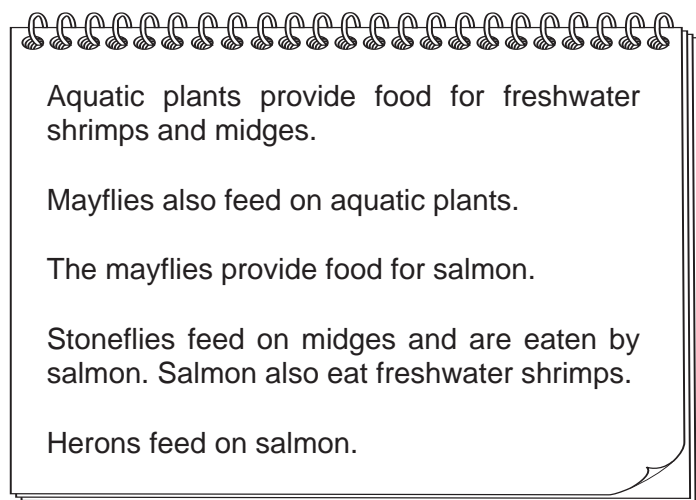 Aquatic plants provide food for freshwater
shrimps and midges.
Mayflies also feed on aquatic plants.
The mayflies provide food for salmon.
Stoneflies feed on midges and are eaten by
salmon. Salmon also eat freshwater shrimps.
Herons feed on salmon.